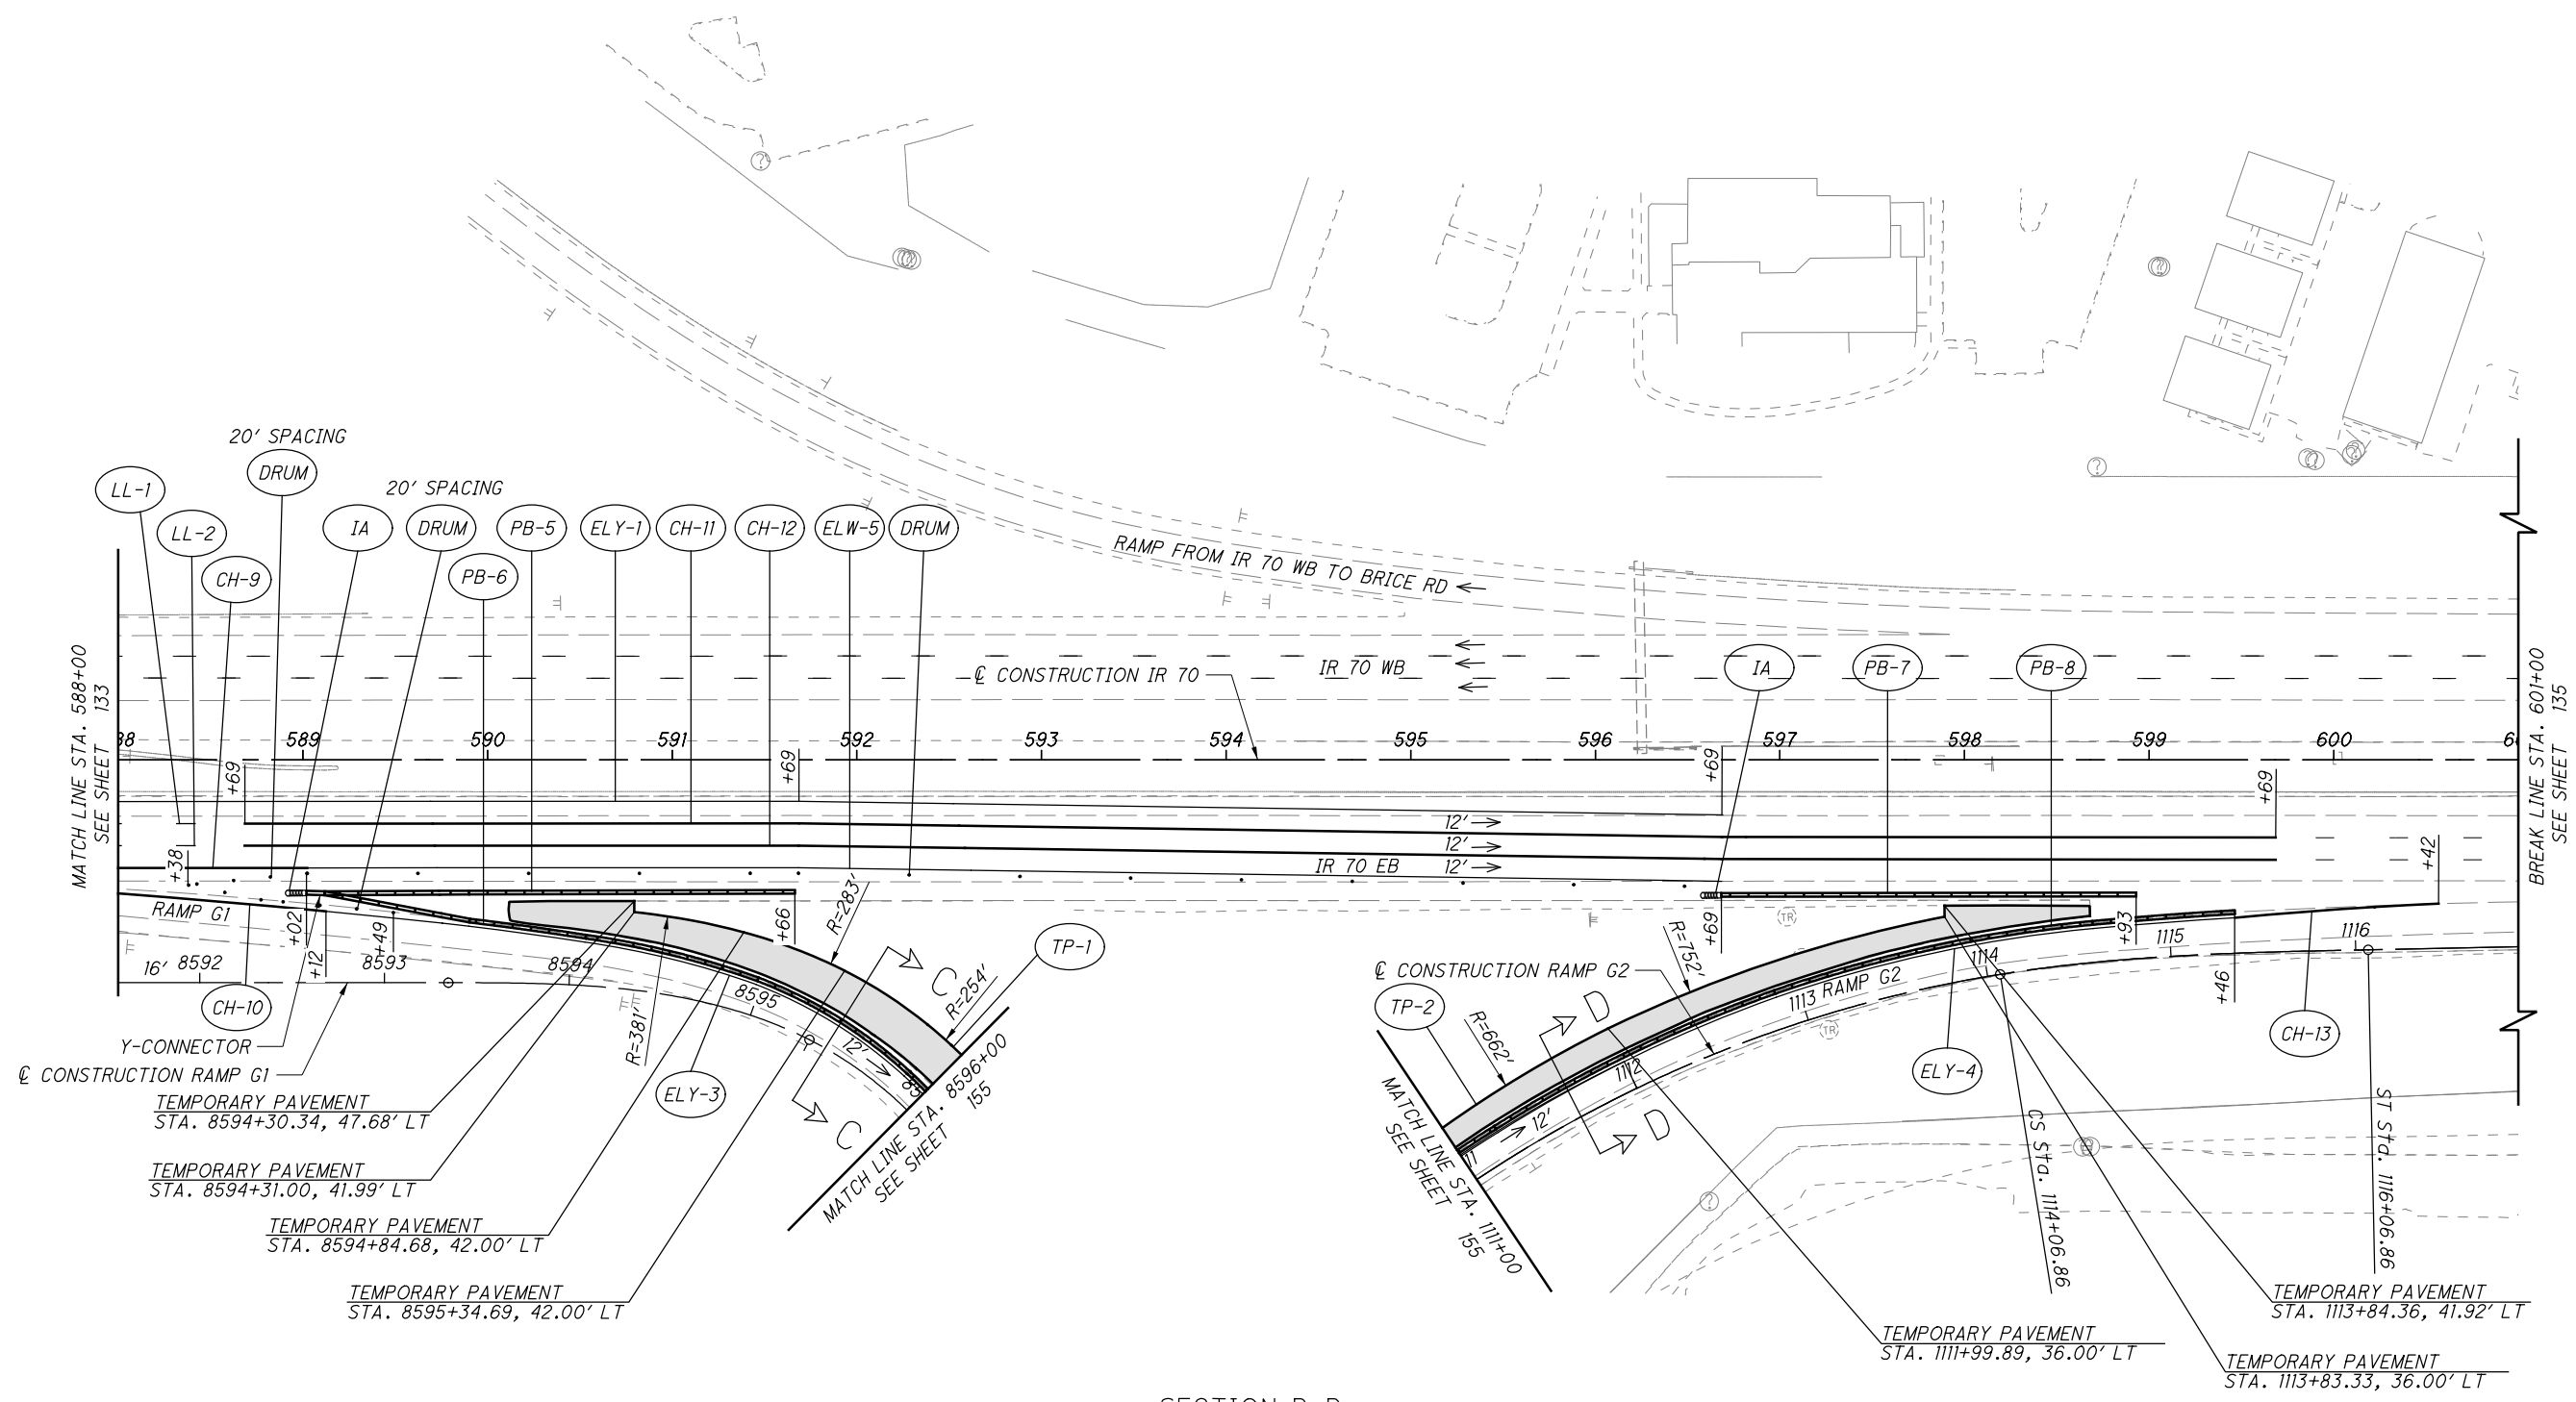 20' SPACING
DRUM
LL-1
20' SPACING
LL-2
IA
DRUM
PB-5
ELY-1
CH-11
CH-12
ELW-5
DRUM
CH-9
PB-6
RAMP FROM IR 70 WB TO BRICE RD
MATCH LINE STA. 588+00
SEE SHEET 133
℄ CONSTRUCTION IR 70
IR 70 WB
IA
PB-7
PB-8
BREAK LINE STA. 601+00
SEE SHEET 135
589
590
591
592
593
594
595
596
597
598
599
600
+69
+69
+69
+69
12'
12'
IR 70 EB 12'
+38
+42
RAMP G1
+02
+12
+49
+66
+69
+93
+46
R=283'
R=381'
R=254'
R=752'
R=662'
TP-1
16'
8592
8593
8594
8595
12'
C
C
CH-10
Y-CONNECTOR
℄ CONSTRUCTION RAMP G1
ELY-3
MATCH LINE STA. 8596+00
SEE SHEET 155
TEMPORARY PAVEMENT
STA. 8594+30.34, 47.68' LT
TEMPORARY PAVEMENT
STA. 8594+31.00, 41.99' LT
TEMPORARY PAVEMENT
STA. 8594+84.68, 42.00' LT
TEMPORARY PAVEMENT
STA. 8595+34.69, 42.00' LT
℄ CONSTRUCTION RAMP G2
TP-2
D
D
TR
TR
1112
1113
RAMP G2
1114
1115
1116
12'
ELY-4
CH-13
MATCH LINE STA. 1111+00
SEE SHEET 155
CS Sta. 1114+06.86
ST Sta. 1116+06.86
TEMPORARY PAVEMENT
STA. 1113+84.36, 41.92' LT
TEMPORARY PAVEMENT
STA. 1111+99.89, 36.00' LT
TEMPORARY PAVEMENT
STA. 1113+83.33, 36.00' LT